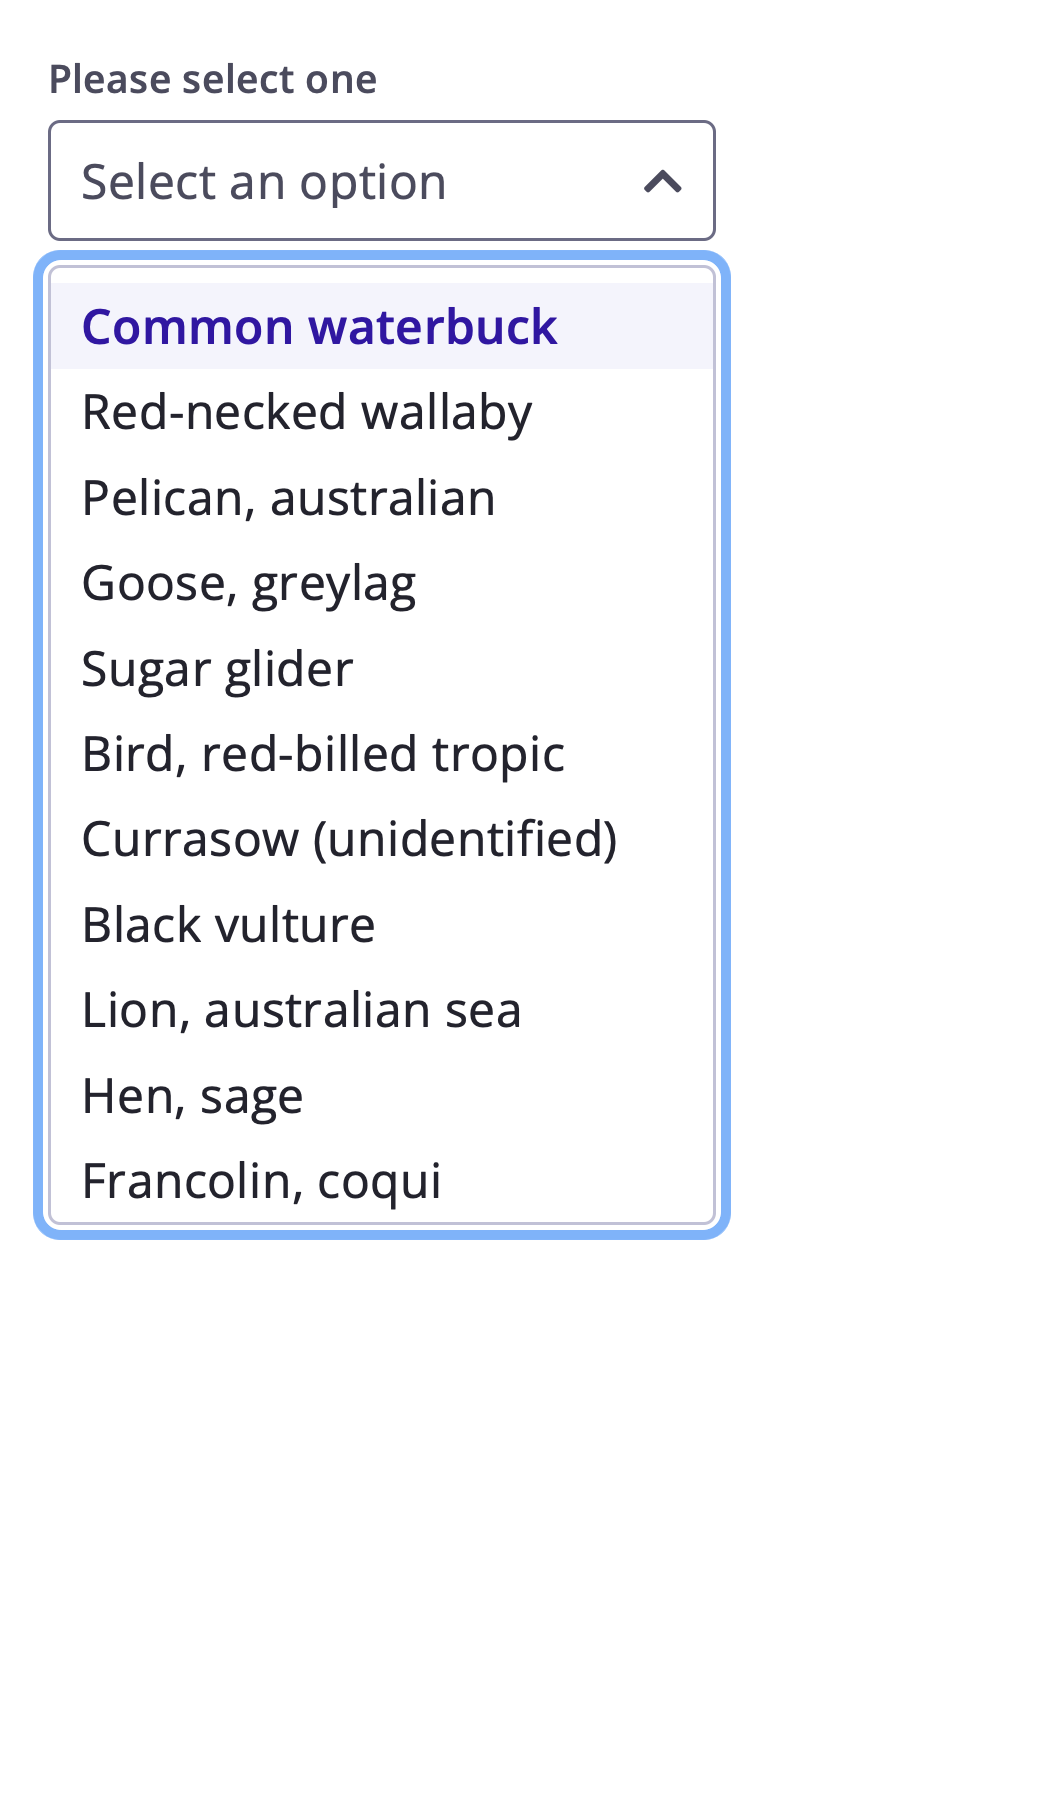 Please select one
Select an option
Common waterbuck
Red-necked wallaby
Pelican, australian
Goose, greylag
Sugar glider
Bird, red-billed tropic
Currasow (unidentified)
Black vulture
Lion, australian sea
Hen, sage
Francolin, coqui